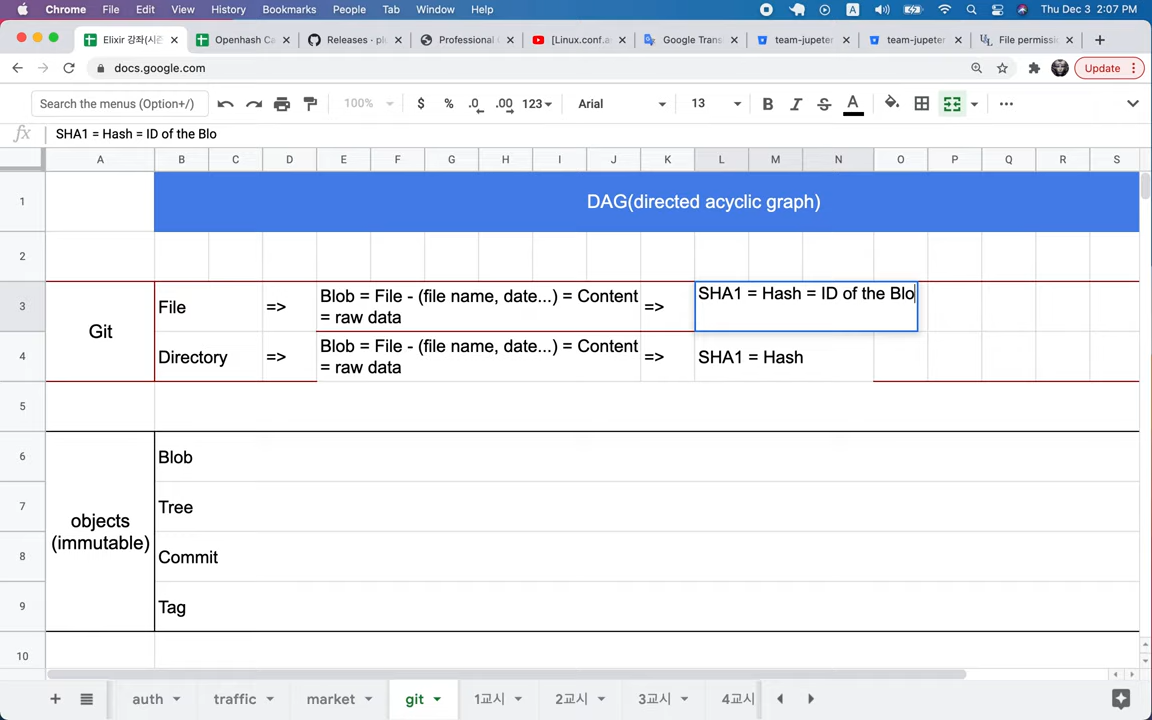 Chrome File Edit View History Bookmarks People Tab Window Help A Thu Dec 3 2:07 PM
Elixir 강좌(시즌 Openhash Ca Releases · pl Professional [Linux.conf.a Google Tran team-jupeter team-jupeter File permissi
docs.google.com Update
Search the menus (Option+/) 100% $ % .0 .00 123 Arial 13 B I S A
fx SHA1 = Hash = ID of the Blo
A B C D E F G H I J K L M N O P Q R S
1 DAG(directed acyclic graph)
2
3 File => Blob = File - (file name, date...) = Content
= raw data => SHA1 = Hash = ID of the Blo
Git
4 Directory => Blob = File - (file name, date...) = Content
= raw data => SHA1 = Hash
5
6 Blob
7 Tree
objects
(immutable)
8 Commit
9 Tag
10
auth traffic market git 1교시 2교시 3교시 4교시